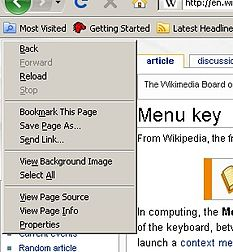 http://en.wi
Most Visited Getting Started Latest Headline
Back
Forward
Reload
Stop
Bookmark This Page
Save Page As...
Send Link...
View Background Image
Select All
View Page Source
View Page Info
Properties
Random article
article discussio
The Wikimedia Board o
Menu key
From Wikipedia, the fr
In computing, the Me
of the keyboard, betw
launch a context me